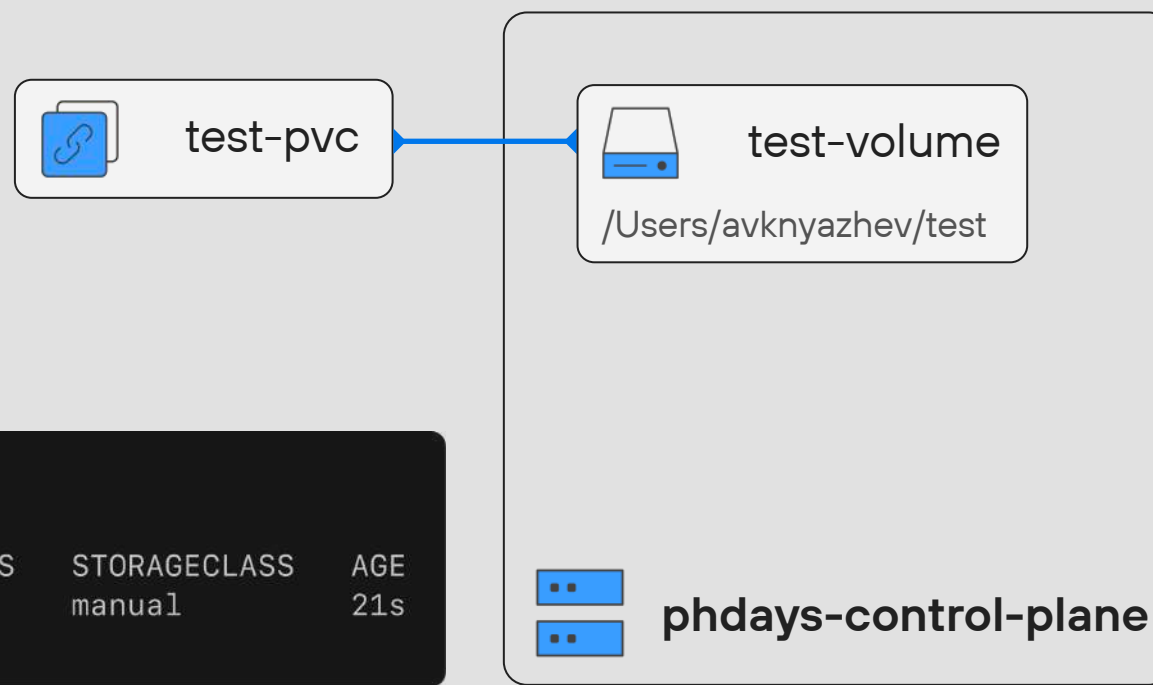 test-pvc
test-volume
/Users/avknyazhev/test
S STORAGECLASS AGE
manual 21s
phdays-control-plane